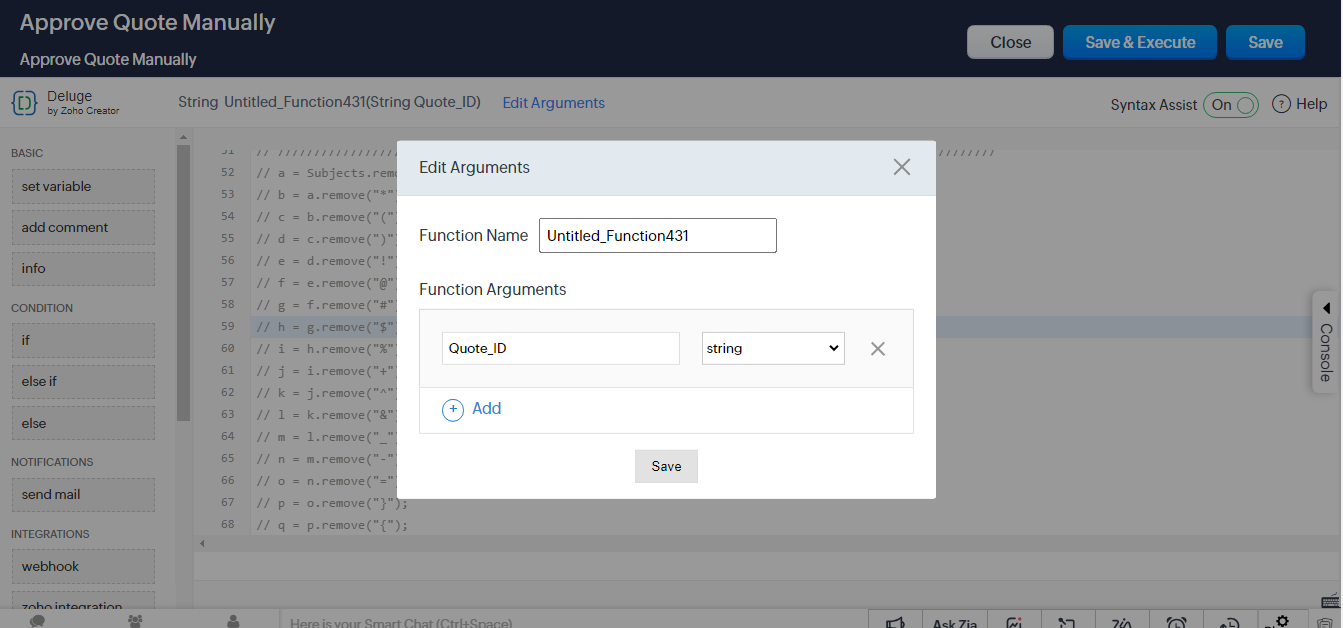 Approve Quote Manually
Approve Quote Manually
Close
Save & Execute
Save
Deluge
by Zoho Creator
String Untitled_Function431(String Quote_ID)
Edit Arguments
Syntax Assist
On
? Help
BASIC
set variable
add comment
info
CONDITION
if
else if
else
NOTIFICATIONS
send mail
INTEGRATIONS
webhook
zoho integration
51 // /////////////////
52 // a = Subjects.remo
53 // b = a.remove("*"
54 // c = b.remove("("
55 // d = c.remove(")"
56 // e = d.remove("!"
57 // f = e.remove("@"
58 // g = f.remove("#"
59 // h = g.remove("$"
60 // i = h.remove("%"
61 // j = i.remove("+"
62 // k = j.remove("^"
63 // l = k.remove("&"
64 // m = l.remove("_"
65 // n = m.remove("-"
66 // o = n.remove("="
67 // p = o.remove("}");
68 // q = p.remove("{");
Edit Arguments
Function Name
Untitled_Function431
Function Arguments
Quote_ID
string
+ Add
Save
Console
Here is your Smart Chat (Ctrl+Space)
Ask Zia